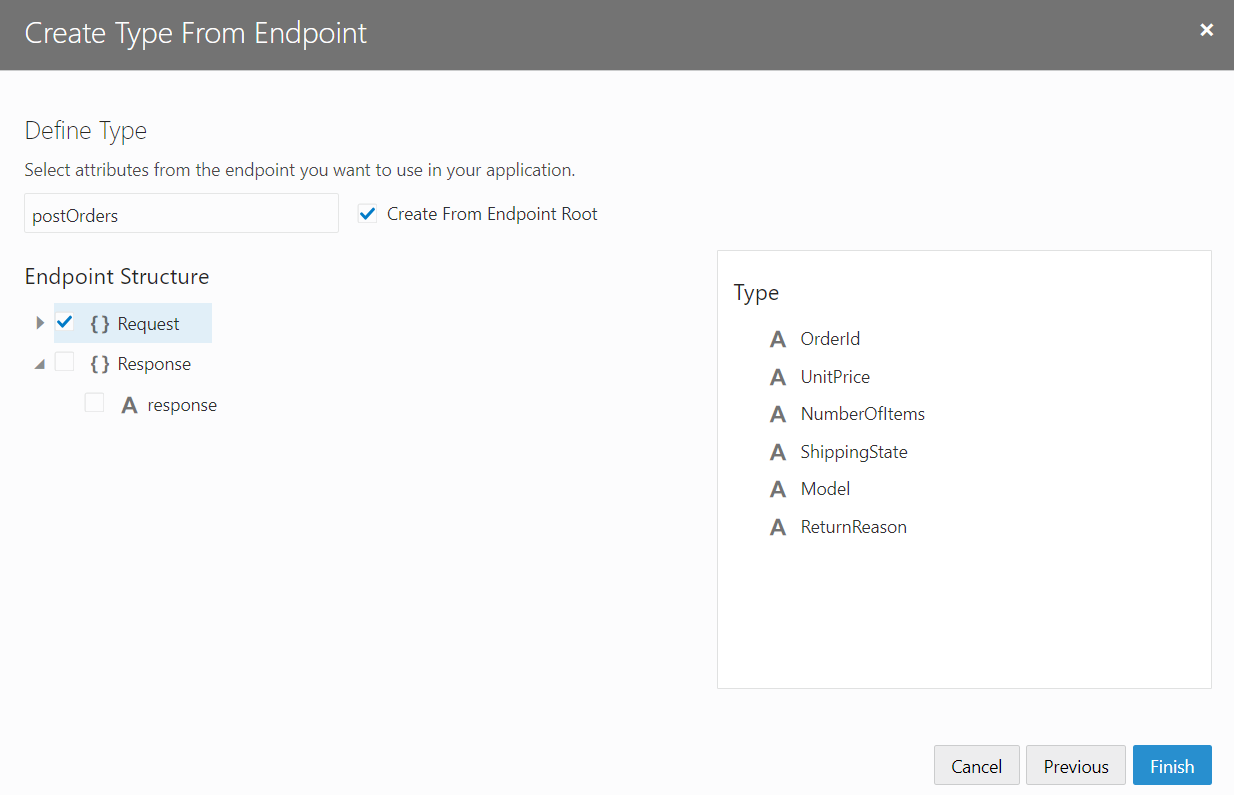 Create Type From Endpoint
Define Type
Select attributes from the endpoint you want to use in your application.
postOrders
Create From Endpoint Root
Endpoint Structure
{ } Request
{ } Response
A response
Type
A OrderId
A UnitPrice
A NumberOfItems
A ShippingState
A Model
A ReturnReason
Cancel Previous Finish